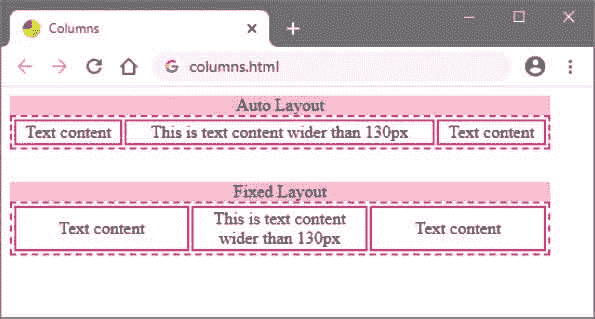 Columns
columns.html
Auto Layout
Text content This is text content wider than 130px Text content
Fixed Layout
Text content This is text content wider than 130px Text content